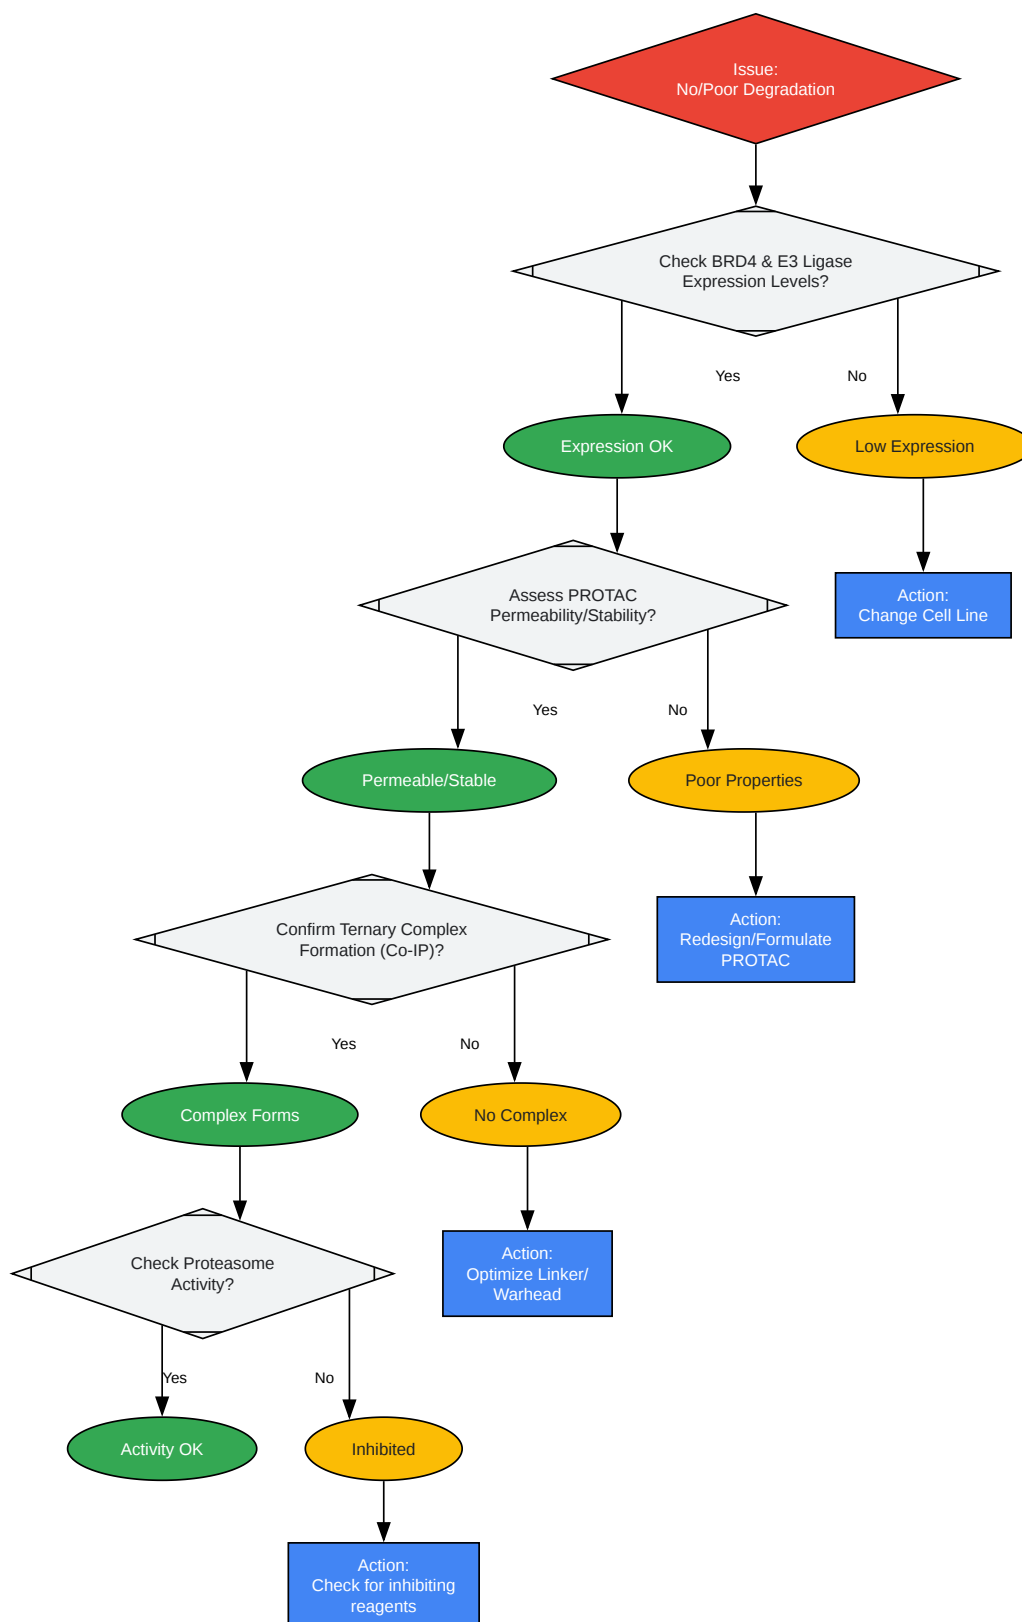 Issue:
No/Poor Degradation
Check BRD4 & E3 Ligase
Expression Levels?
Yes
No
Expression OK
Low Expression
Assess PROTAC
Permeability/Stability?
Action:
Change Cell Line
Yes
No
Permeable/Stable
Poor Properties
Confirm Ternary Complex
Formation (Co-IP)?
Action:
Redesign/Formulate
PROTAC
Yes
No
Complex Forms
No Complex
Check Proteasome
Activity?
Action:
Optimize Linker/
Warhead
Yes
No
Activity OK
Inhibited
Action:
Check for inhibiting
reagents